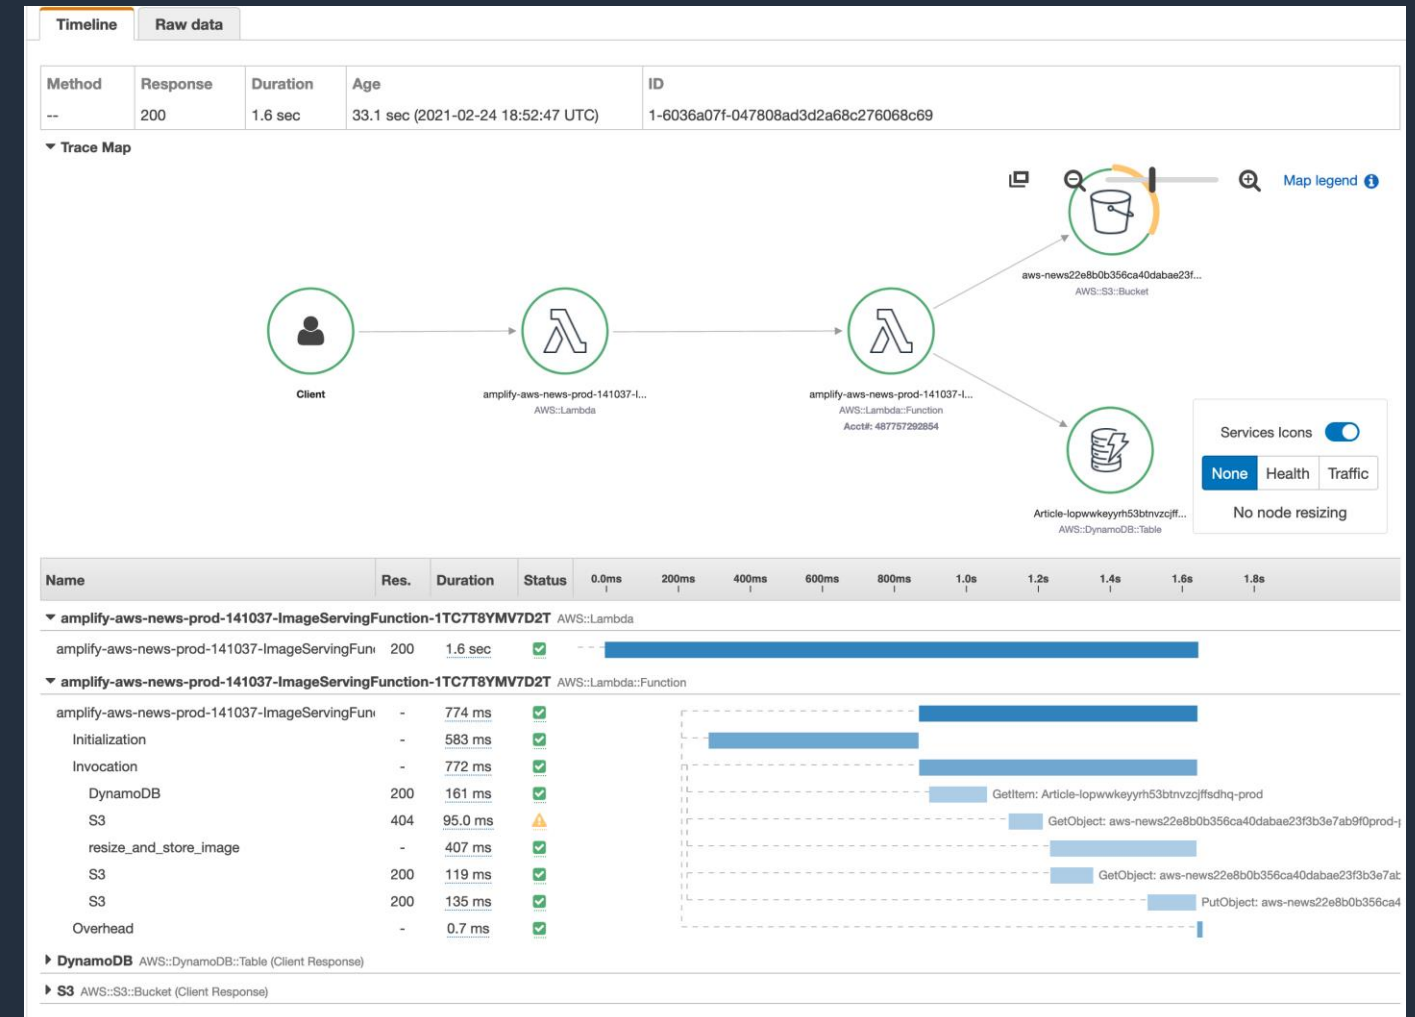 Timeline Raw data
Method Response Duration Age ID
-- 200 1.6 sec 33.1 sec (2021-02-24 18:52:47 UTC) 1-6036a07f-047808ad3d2a68c276068c69
Trace Map
Map legend
aws-news22e8b0b356ca40dabae23f...
AWS::S3::Bucket
Client
amplify-aws-news-prod-141037-I...
AWS::Lambda
amplify-aws-news-prod-141037-I...
AWS::Lambda::Function
Acct#: 487757292854
Services Icons
None Health Traffic
No node resizing
Article-lopwwkeyyrh53btnvzcjff...
AWS::DynamoDB::Table
Name Res. Duration Status 0.0ms 200ms 400ms 600ms 800ms 1.0s 1.2s 1.4s 1.6s 1.8s
amplify-aws-news-prod-141037-ImageServingFunction-1TC7T8YMV7D2T AWS::Lambda
amplify-aws-news-prod-141037-ImageServingFun 200 1.6 sec
amplify-aws-news-prod-141037-ImageServingFunction-1TC7T8YMV7D2T AWS::Lambda::Function
amplify-aws-news-prod-141037-ImageServingFun - 774 ms
Initialization - 583 ms
Invocation - 772 ms
DynamoDB 200 161 ms GetItem: Article-lopwwkeyyrh53btnvzcjffsdhq-prod
S3 404 95.0 ms GetObject: aws-news22e8b0b356ca40dabae23f3b3e7ab9f0prod-
resize_and_store_image - 407 ms
S3 200 119 ms GetObject: aws-news22e8b0b356ca40dabae23f3b3e7ab
S3 200 135 ms PutObject: aws-news22e8b0b356ca4
Overhead - 0.7 ms
DynamoDB AWS::DynamoDB::Table (Client Response)
S3 AWS::S3::Bucket (Client Response)